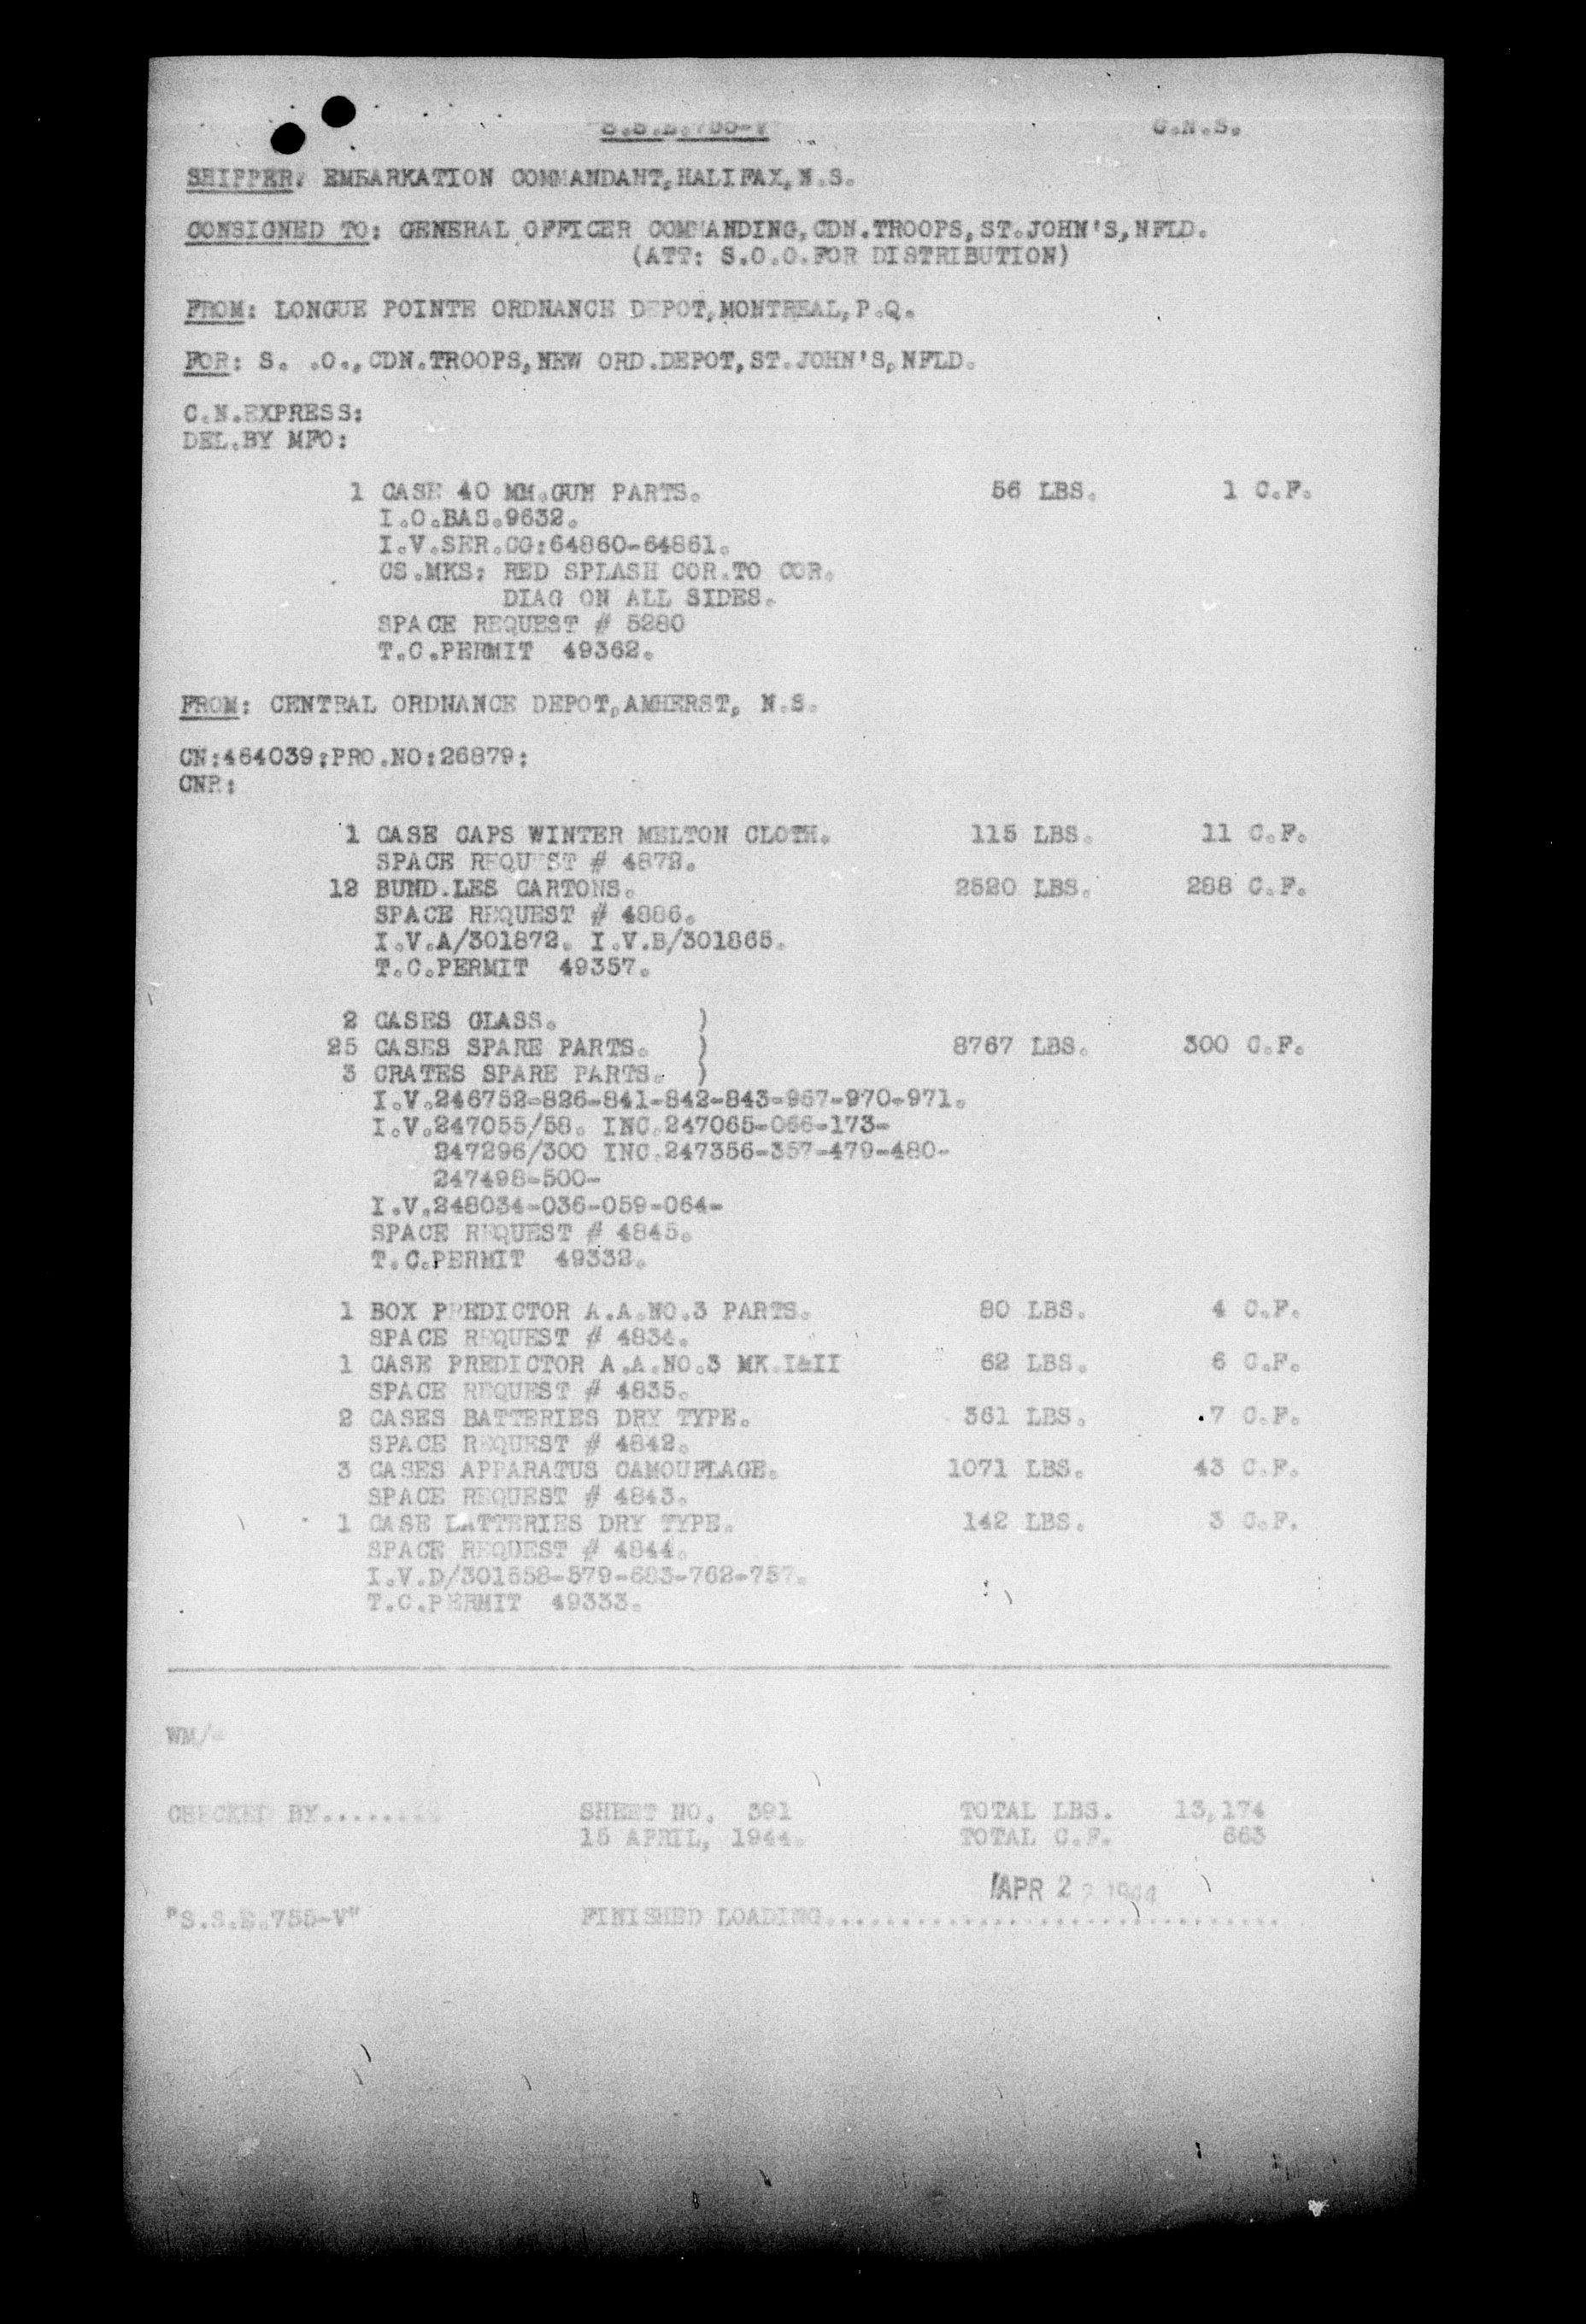 S.S.E.755-V G.N.S.
SHIPPER: EMBARKATION COMMANDANT,HALIFAX,N.S.
CONSIGNED TO: GENERAL OFFICER COMMANDING,CDN.TROOPS,ST.JOHN'S,NFLD.
(ATT: S.O.O.FOR DISTRIBUTION)
FROM: LONGUE POINTE ORDNANCE DEPOT,MONTREAL,P.Q.
FOR: S. .O.,CDN.TROOPS,NEW ORD.DEPOT,ST.JOHN'S,NFLD.
C.N.EXPRESS:
DEL.BY MFO:
1 CASE 40 MM.GUN PARTS. 56 LBS. 1 C.F.
I.O.BAS.9632.
I.V.SER.CG:64860-64861.
CS.MKS: RED SPLASH COR.TO COR.
DIAG ON ALL SIDES.
SPACE REQUEST # 5280
T.C.PERMIT 49362.
FROM: CENTRAL ORDNANCE DEPOT,AMHERST, N.S.
CN:464039;PRO.NO:26879;
CNR:
1 CASE CAPS WINTER MELTON CLOTH. 115 LBS. 11 C.F.
SPACE REQUEST # 4872.
12 BUND.LES CARTONS. 2520 LBS. 288 C.F.
SPACE REQUEST # 4886.
I.V.A/301872. I.V.B/301865.
T.C.PERMIT 49357.
2 CASES GLASS. )
25 CASES SPARE PARTS. ) 8767 LBS. 300 C.F.
3 CRATES SPARE PARTS. )
I.V.246752-826-841-842-843-967-970-971.
I.V.247055/58. INC.247065-066-173-
247296/300 INC.247356-357-479-480-
247498-500-
I.V.248034-036-059-064-
SPACE REQUEST # 4845.
T.C.PERMIT 49332.
1 BOX PREDICTOR A.A.NO.3 PARTS. 80 LBS. 4 C.F.
SPACE REQUEST # 4834.
1 CASE PREDICTOR A.A.NO.3 MK.I&II 62 LBS. 6 C.F.
SPACE REQUEST # 4835.
2 CASES BATTERIES DRY TYPE. 361 LBS. 7 C.F.
SPACE REQUEST # 4842.
3 CASES APPARATUS CAMOUFLAGE. 1071 LBS. 43 C.F.
SPACE REQUEST # 4843.
1 CASE BATTERIES DRY TYPE. 142 LBS. 3 C.F.
SPACE REQUEST # 4844.
I.V.D/301558-579-683-762-757.
T.C.PERMIT 49333.
WM/
CHECKED BY........ SHEET NO. 391 TOTAL LBS. 13,174
15 APRIL, 1944. TOTAL C.F. 663
APR 2 1944
"S.S.E.755-V" FINISHED LOADING..............................